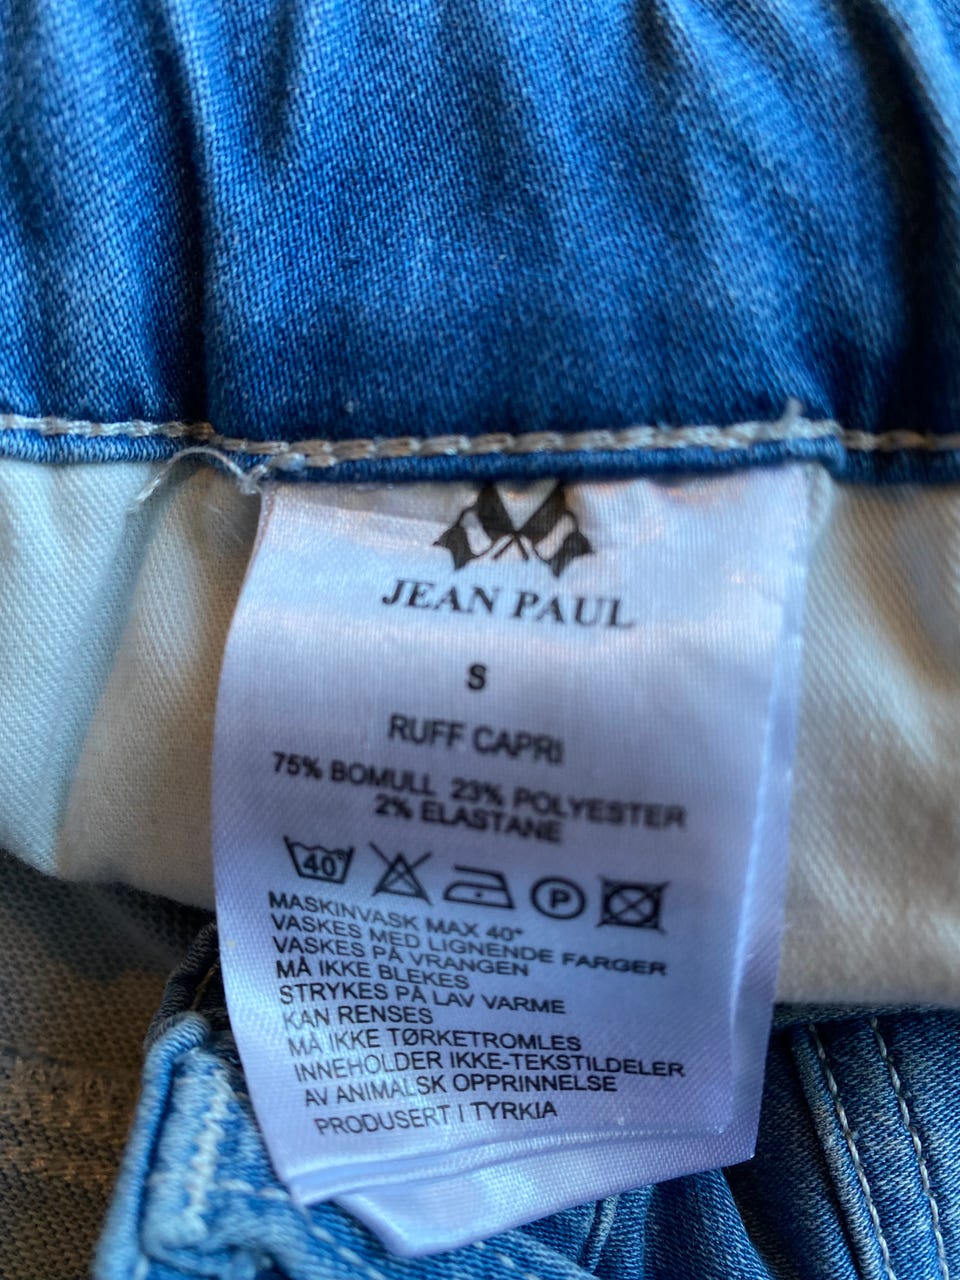 JEAN PAUL
S
RUFF CAPRI
75% BOMULL 23% POLYESTER
2% ELASTANE
40° P
MASKINVASK MAX 40°
VASKES MED LIGNENDE FARGER
VASKES PÅ VRANGEN
MÅ IKKE BLEKES
STRYKES PÅ LAV VARME
KAN RENSES
MÅ IKKE TØRKETROMLES
INNEHOLDER IKKE-TEKSTILDELER
AV ANIMALSK OPPRINNELSE
PRODUSERT I TYRKIA